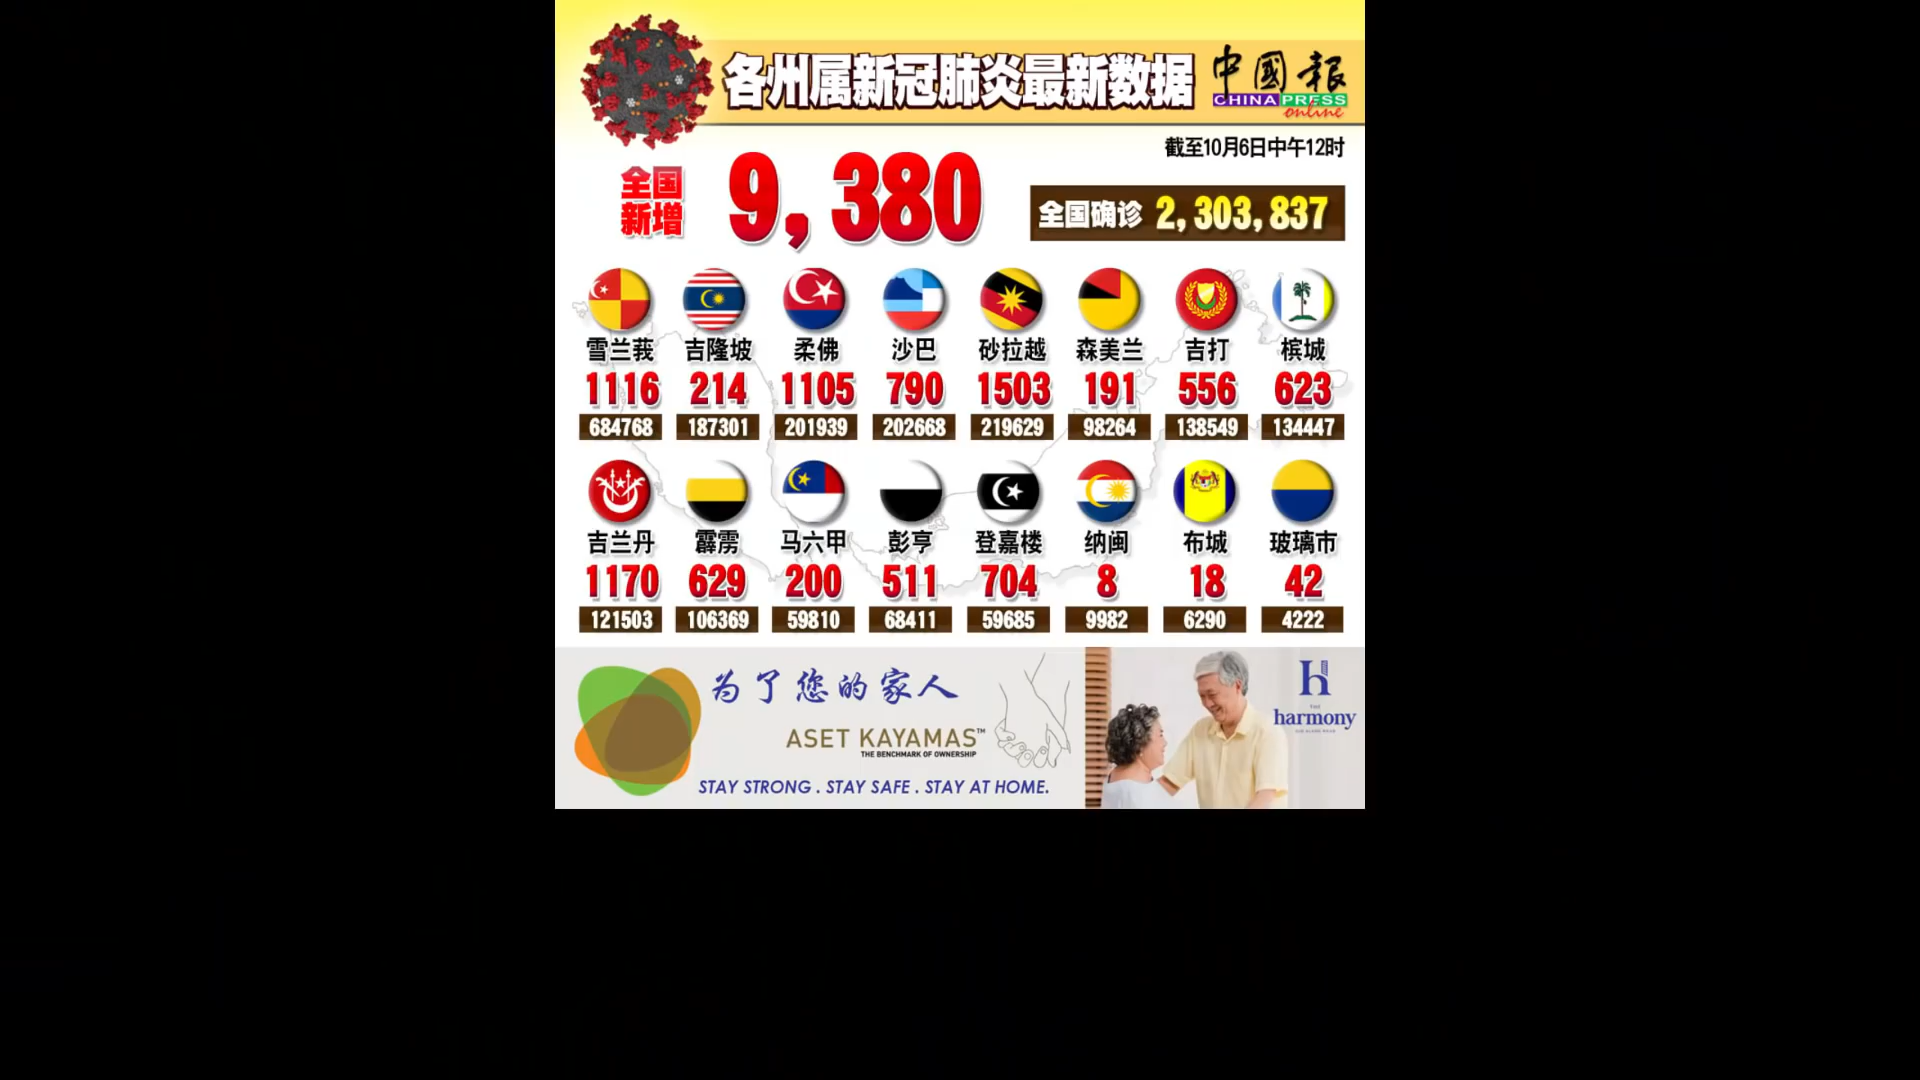 各州属新冠肺炎最新数据
中國報
CHINA PRESS
online
截至10月6日中午12时
全国
新增
9,380
全国确诊 2,303,837
雪兰莪 吉隆坡 柔佛 沙巴 砂拉越 森美兰 吉打 槟城
1116 214 1105 790 1503 191 556 623
684768 187301 201939 202668 219629 98264 138549 134447
吉兰丹 霹雳 马六甲 彭亨 登嘉楼 纳闽 布城 玻璃市
1170 629 200 511 704 8 18 42
121503 106369 59810 68411 59685 9982 6290 4222
为了您的家人
ASET KAYAMAS™
THE BENCHMARK OF OWNERSHIP
STAY STRONG . STAY SAFE . STAY AT HOME.
THE
harmony